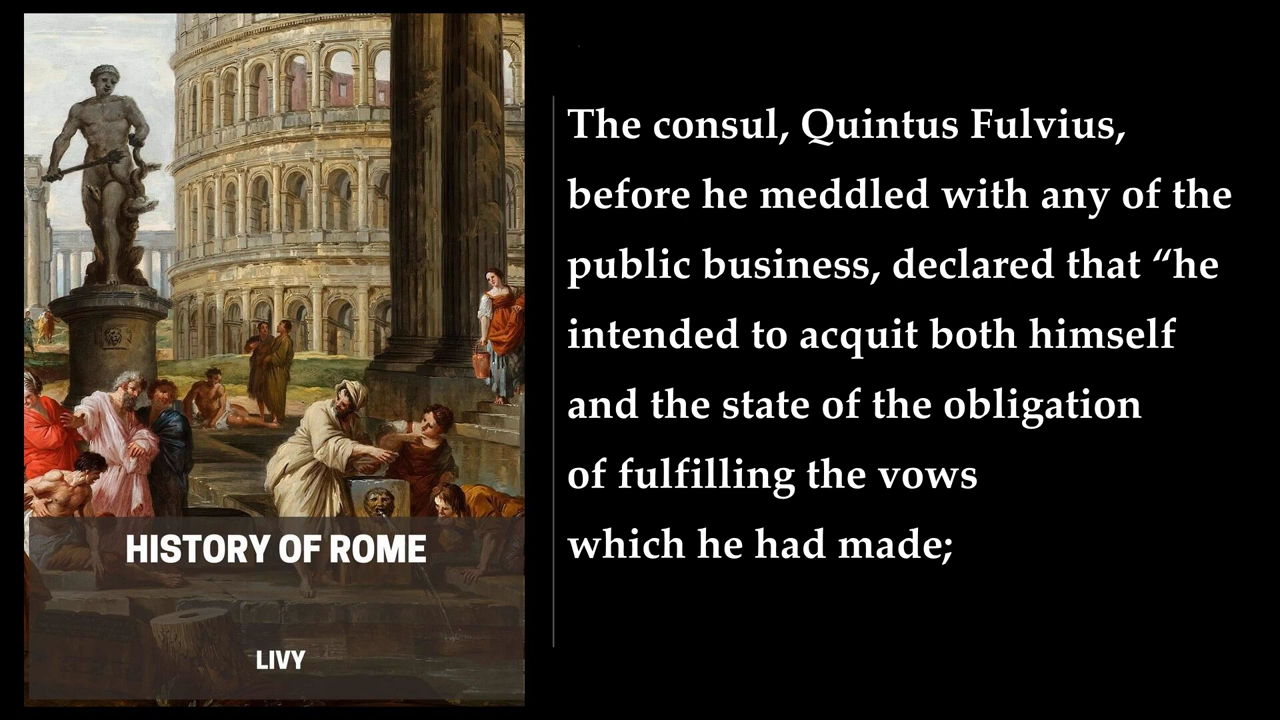 HISTORY OF ROME
LIVY
The consul, Quintus Fulvius,
before he meddled with any of the
public business, declared that “he
intended to acquit both himself
and the state of the obligation
of fulfilling the vows
which he had made;